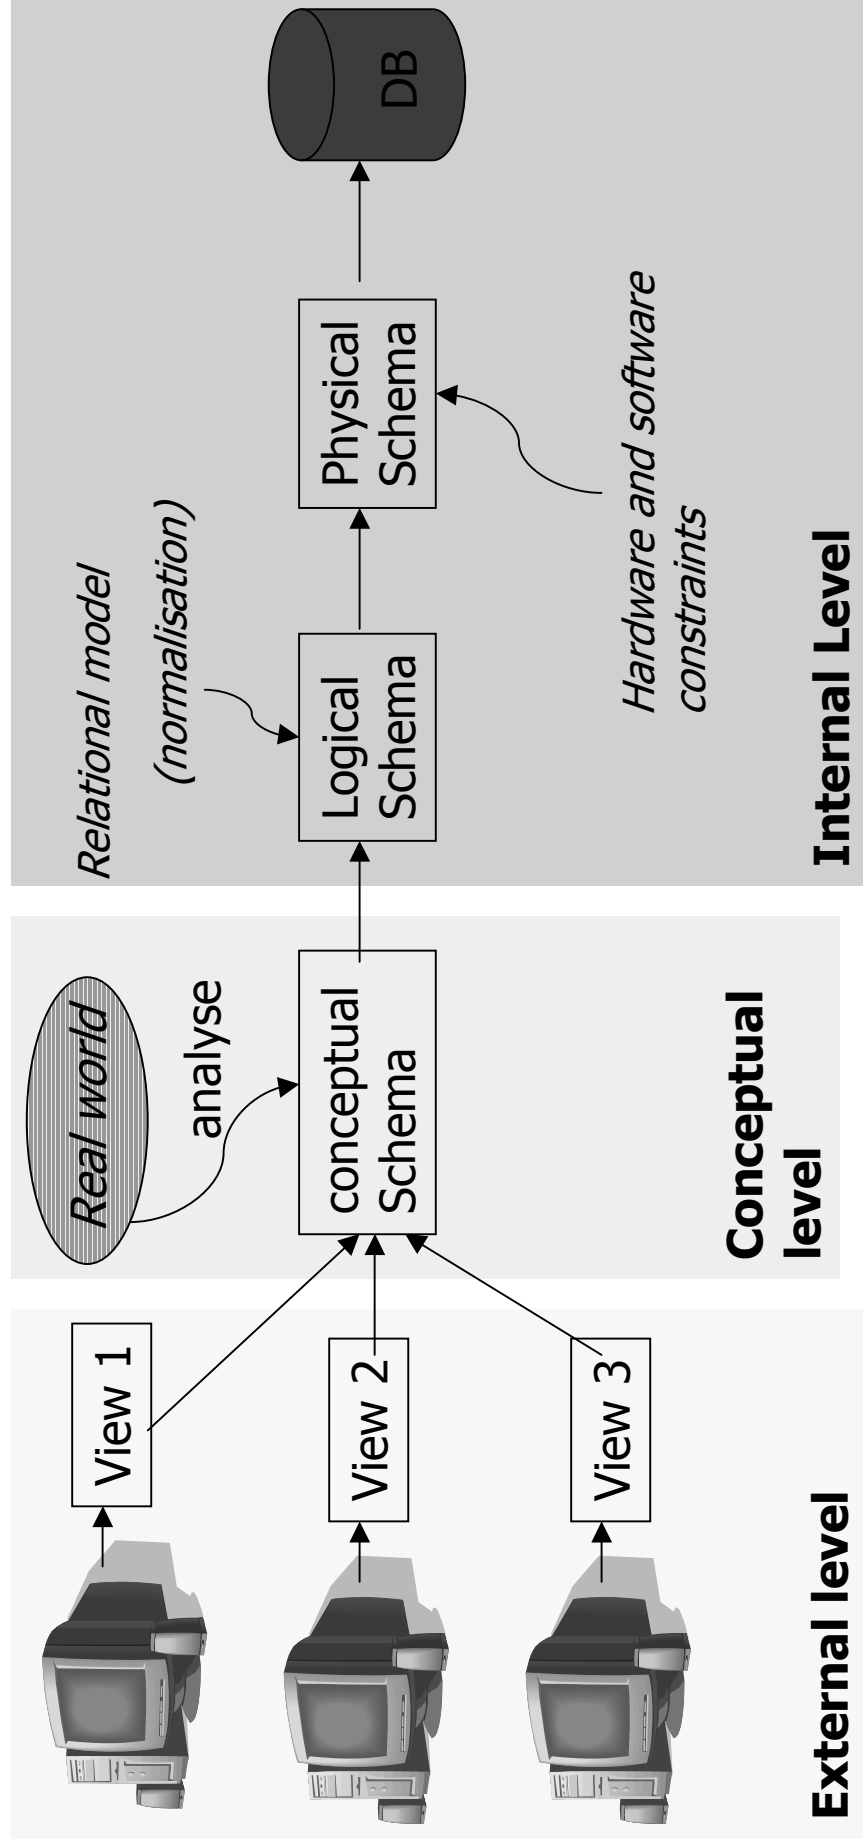 View 1
View 2
View 3
External level
Real world
analyse
conceptual
Schema
Conceptual
level
Relational model
(normalisation)
Logical
Schema
Physical
Schema
DB
Hardware and software
constraints
Internal Level